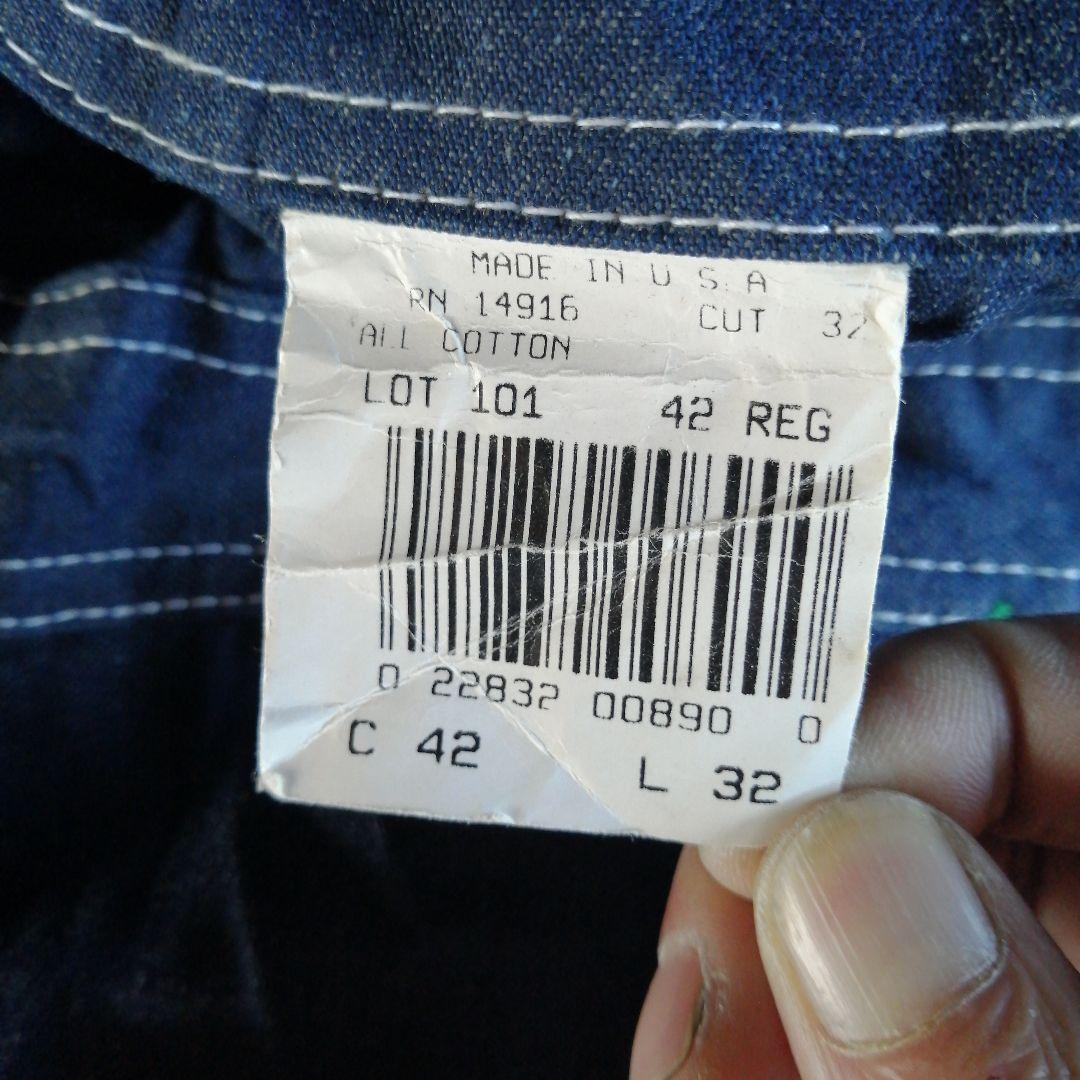 MADE IN U S A
RN 14916 CUT 32
ALL COTTON
LOT 101 42 REG
0 22832 00890 0
C 42 L 32